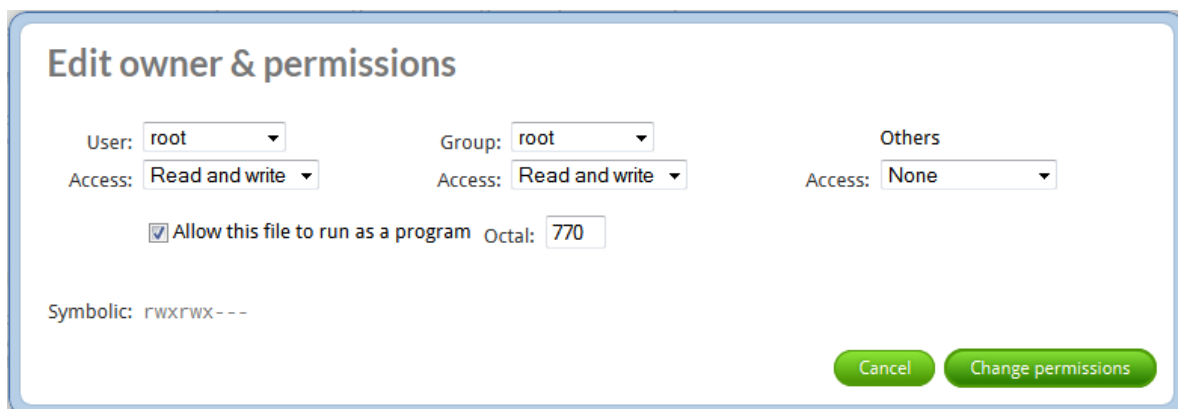 Edit owner & permissions
User: root Group: root Others
Access: Read and write Access: Read and write Access: None
Allow this file to run as a program Octal: 770
Symbolic: rwxrwx---
Cancel Change permissions